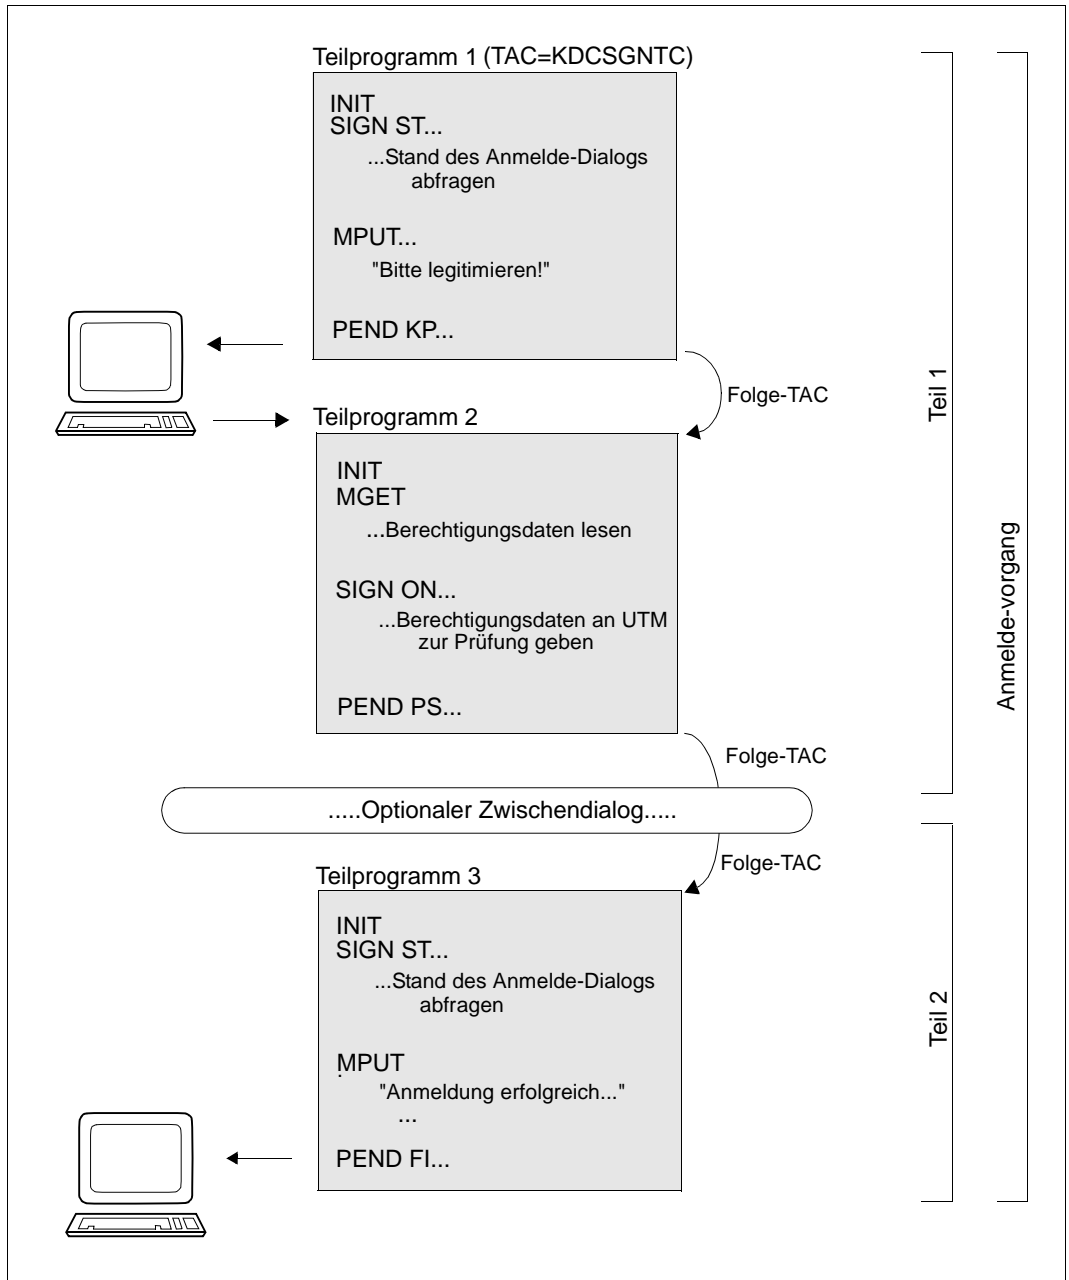 Teilprogramm 1 (TAC=KDCSGNTC)
INIT
SIGN ST...
...Stand des Anmelde-Dialogs
abfragen
MPUT...
"Bitte legitimieren!"
PEND KP...
Folge-TAC
Teil 1
Teilprogramm 2
INIT
MGET
...Berechtigungsdaten lesen
SIGN ON...
...Berechtigungsdaten an UTM
zur Prüfung geben
PEND PS...
Anmelde-vorgang
Folge-TAC
.....Optionaler Zwischendialog.....
Folge-TAC
Teilprogramm 3
INIT
SIGN ST...
...Stand des Anmelde-Dialogs
abfragen
Teil 2
MPUT
"Anmeldung erfolgreich..."
...
PEND FI...